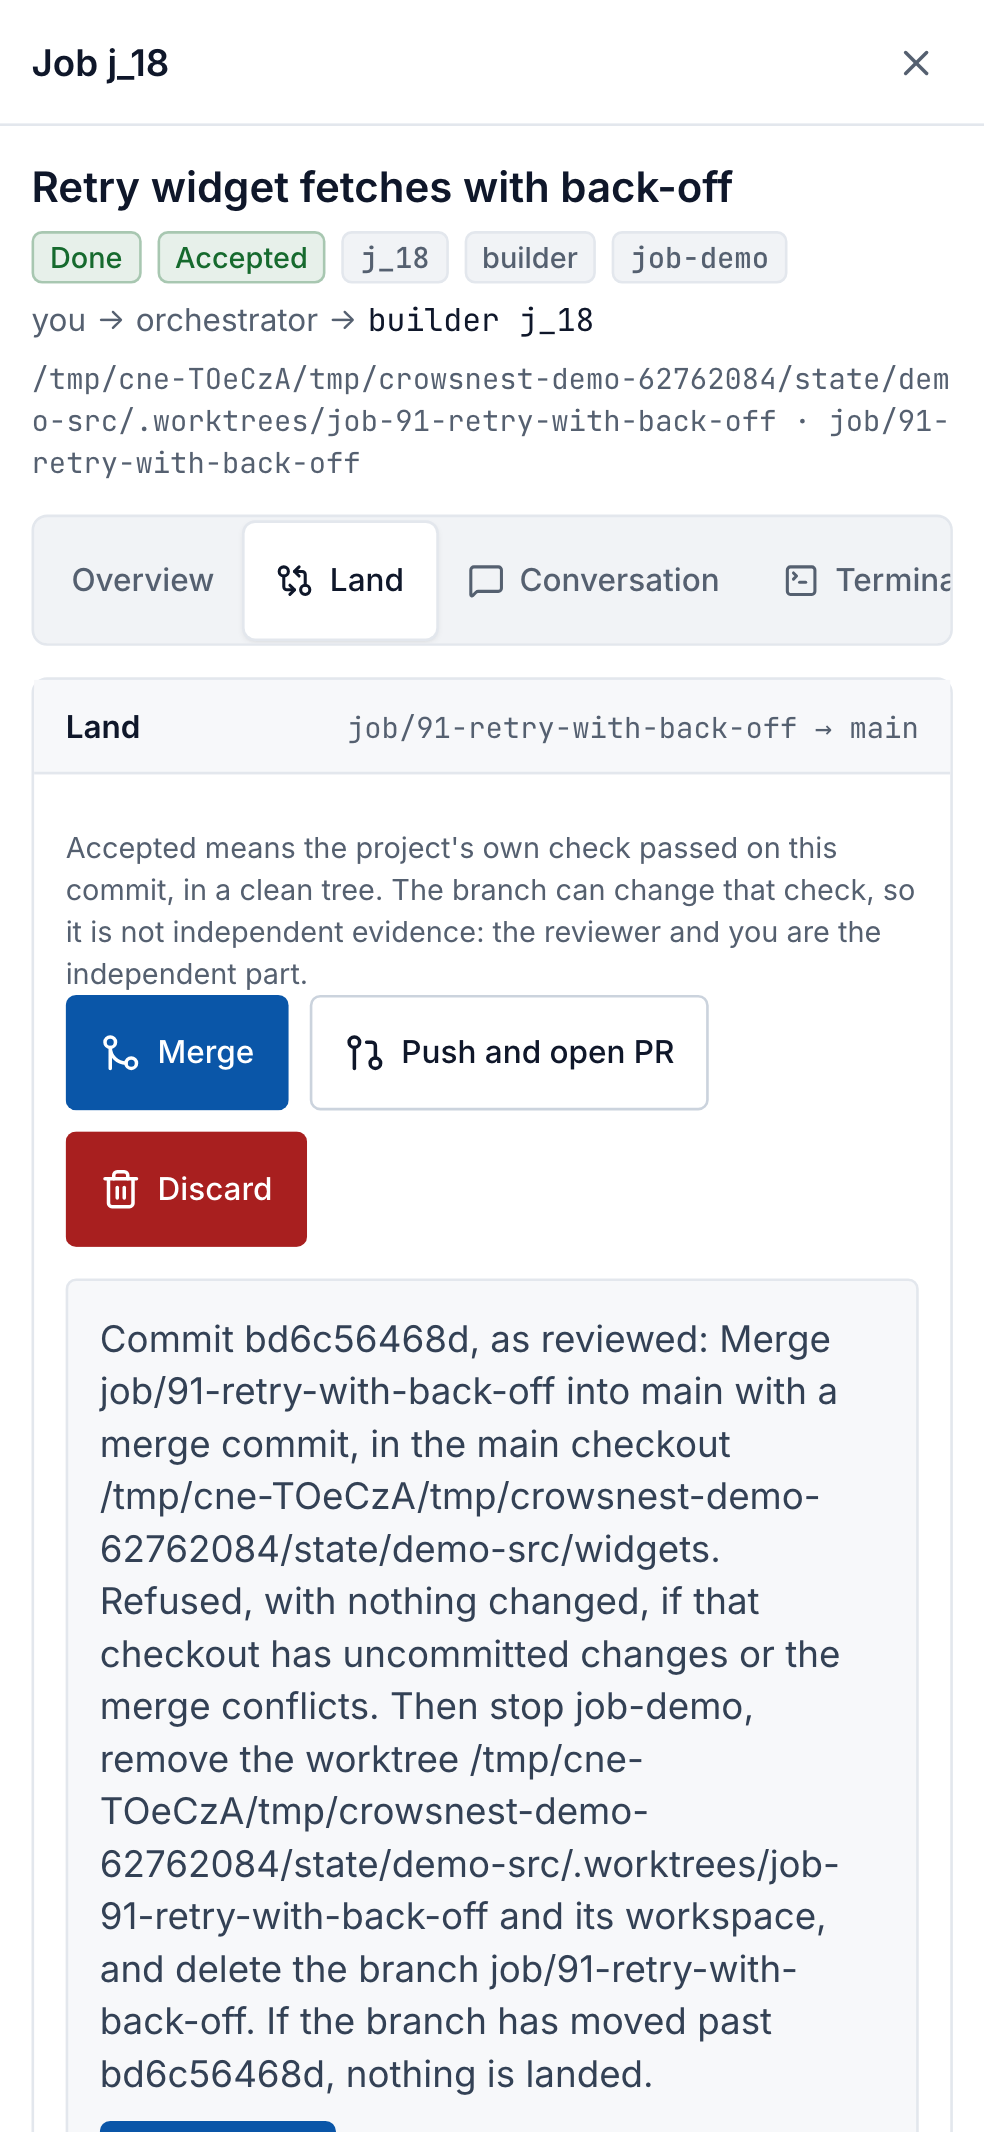 Job j_18
Retry widget fetches with back-off
Done Accepted j_18 builder job-demo
you → orchestrator → builder j_18
/tmp/cne-TOeCzA/tmp/crowsnest-demo-62762084/state/dem
o-src/.worktrees/job-91-retry-with-back-off · job/91-
retry-with-back-off
Overview Land Conversation Termina
Land job/91-retry-with-back-off → main
Accepted means the project's own check passed on this
commit, in a clean tree. The branch can change that check, so
it is not independent evidence: the reviewer and you are the
independent part.
Merge Push and open PR
Discard
Commit bd6c56468d, as reviewed: Merge
job/91-retry-with-back-off into main with a
merge commit, in the main checkout
/tmp/cne-TOeCzA/tmp/crowsnest-demo-
62762084/state/demo-src/widgets.
Refused, with nothing changed, if that
checkout has uncommitted changes or the
merge conflicts. Then stop job-demo,
remove the worktree /tmp/cne-
TOeCzA/tmp/crowsnest-demo-
62762084/state/demo-src/.worktrees/job-
91-retry-with-back-off and its workspace,
and delete the branch job/91-retry-with-
back-off. If the branch has moved past
bd6c56468d, nothing is landed.